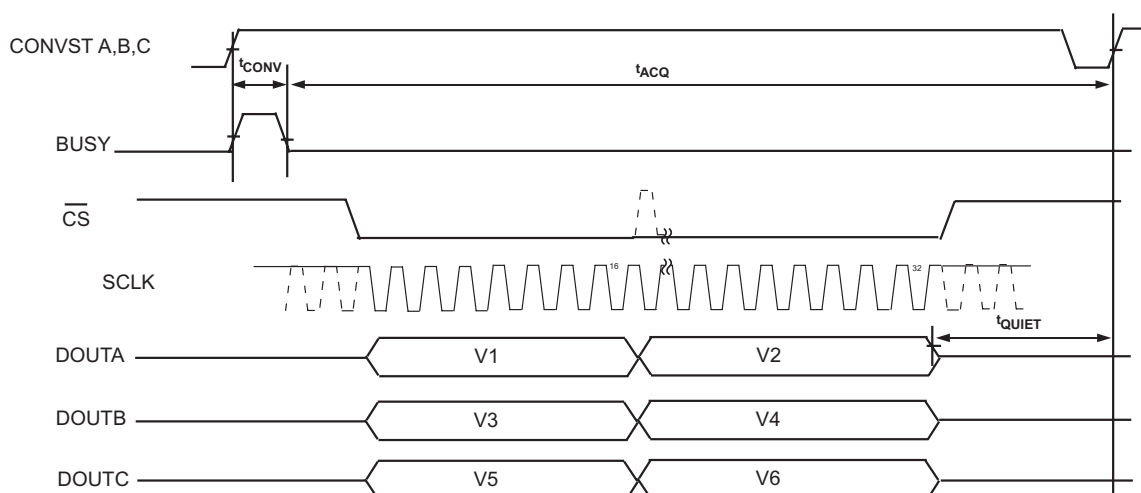 CONVST A,B,C
tCONV
tACQ
BUSY
CS
SCLK
16
32
tQUIET
DOUTA
V1
V2
DOUTB
V3
V4
DOUTC
V5
V6